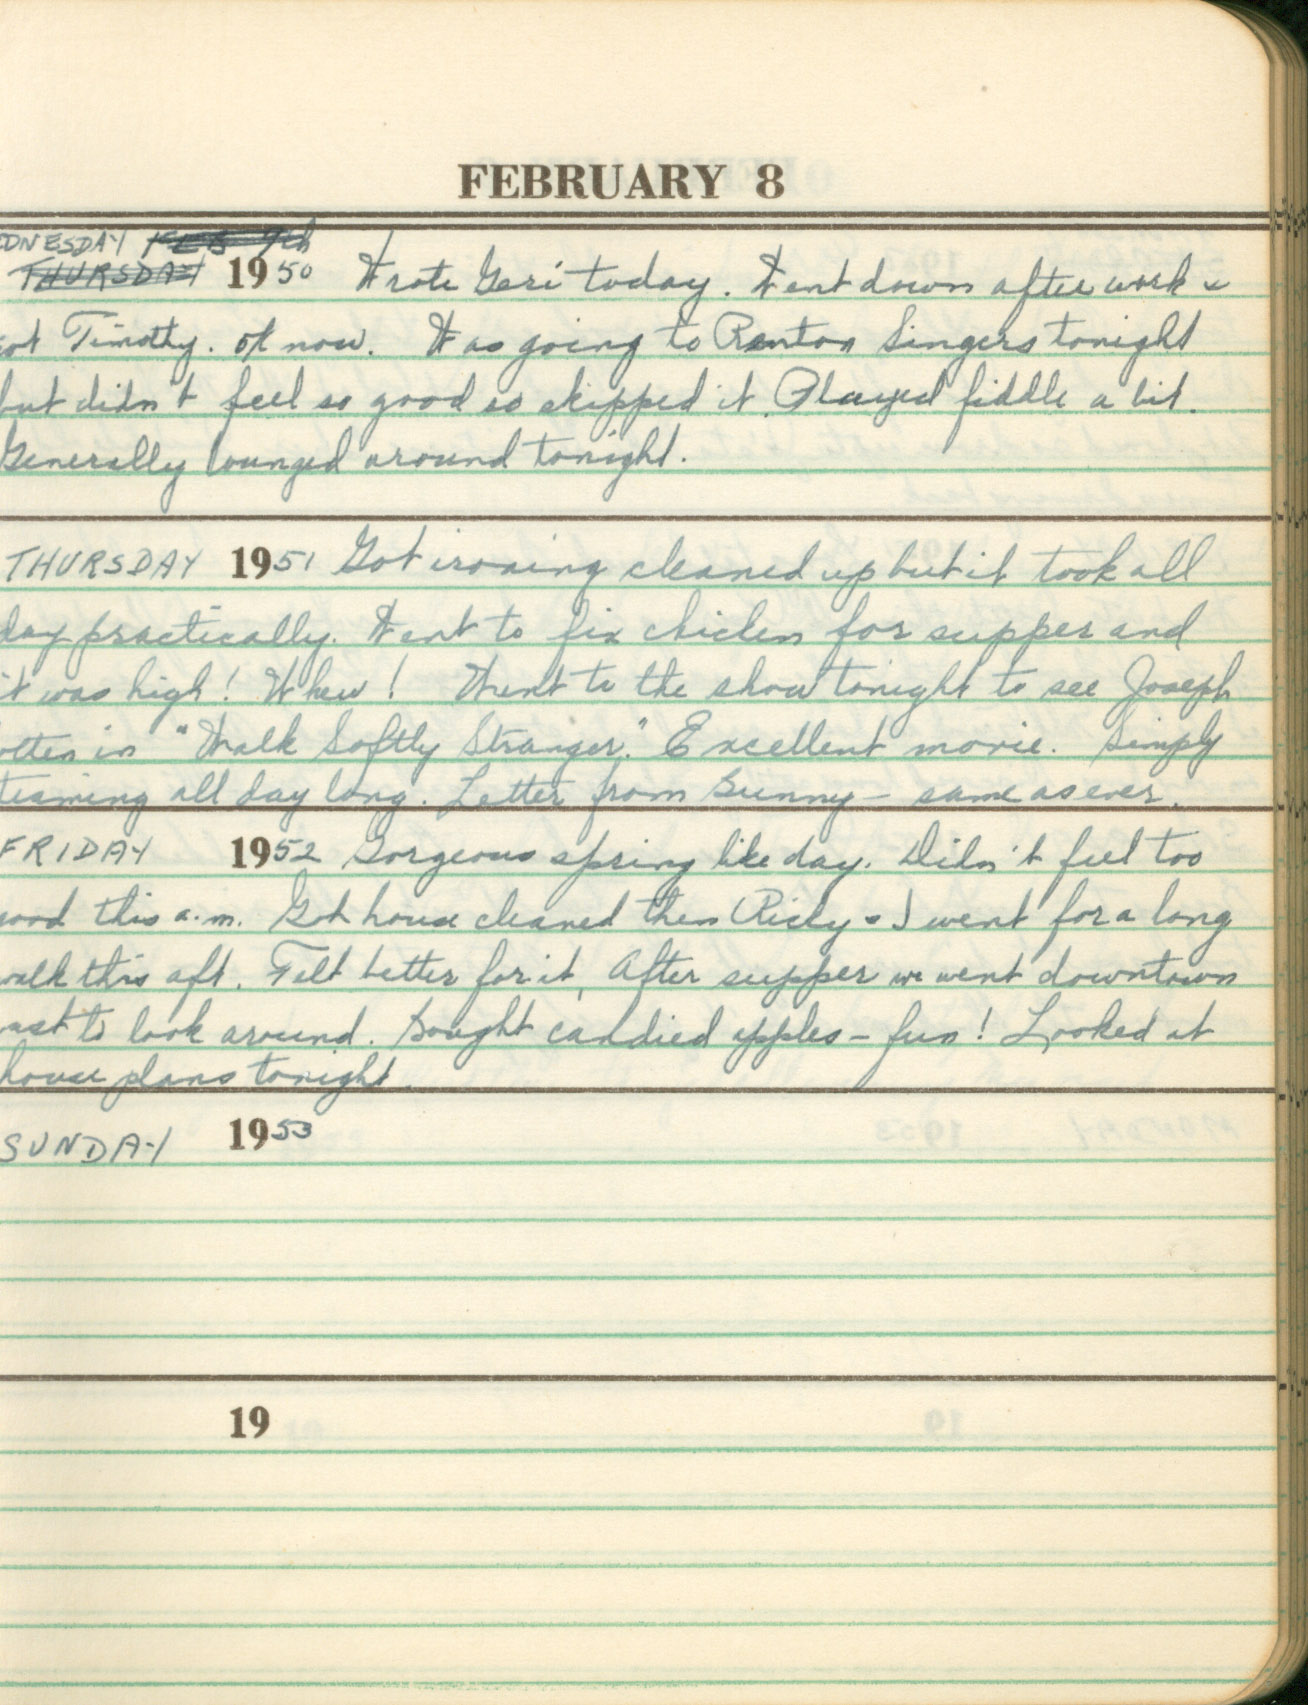 FEBRUARY 8
DNESDAY FEB 9th
THURSDAY 1950 Wrote Geri today. Went down after work &
ot Timothy. ok now. Was going to Renton Singers tonight
but didn't feel so good so skipped it. Played fiddle a bit.
Generally lounged around tonight.
THURSDAY 1951 Got ironing cleaned up but it took all
day practically. Went to fix chicken for supper and
it was high! Whew! Went to the show tonight to see Joseph
otten in "Walk Softly Stranger." Excellent movie. Simply
teaming all day long. Letter from Bunny - same as ever.
FRIDAY 1952 Gorgeous spring like day. Didn't feel too
ood this a.m. Got house cleaned then Ricky & I went for a long
walk this aft. Felt better for it. After supper we went downtown
ust to look around. Bought candied apples - fun! Looked at
house plans tonight.
SUNDAY 1953
19